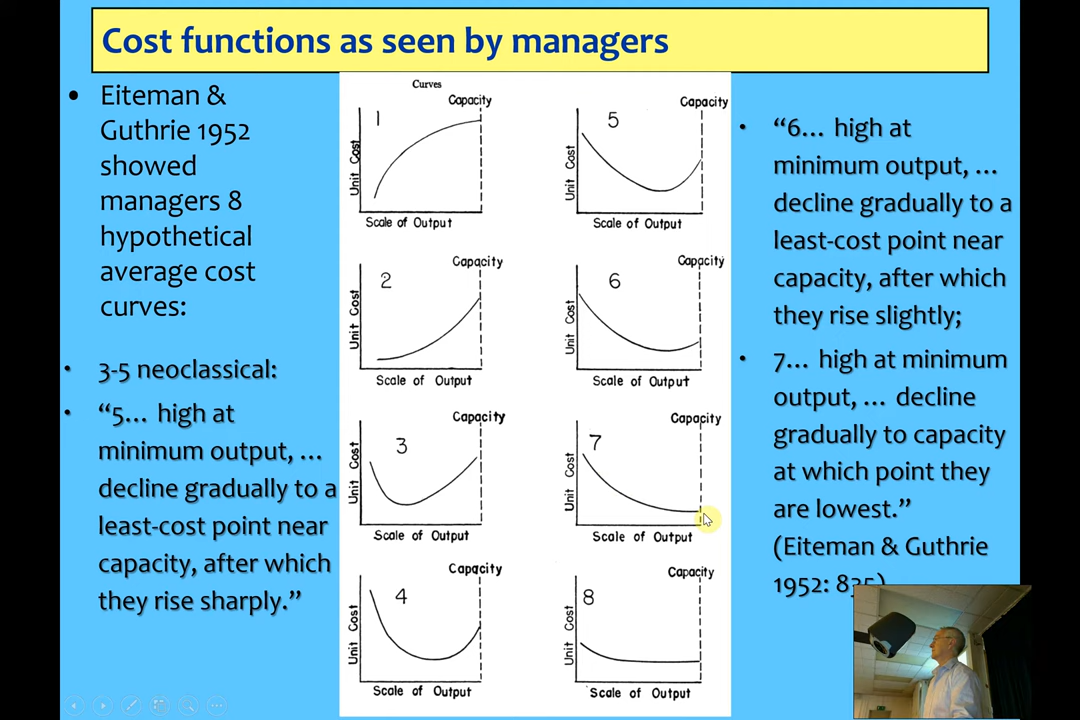 Cost functions as seen by managers
• Eiteman &
Guthrie 1952
showed
managers 8
hypothetical
average cost
curves:
• 3-5 neoclassical:
• “5… high at
minimum output, …
decline gradually to a
least-cost point near
capacity, after which
they rise sharply.”
Curves
Capacity
1
Unit Cost
Scale of Output
Capacity
2
Unit Cost
Scale of Output
Capacity
3
Unit Cost
Scale of Output
Capacity
4
Unit Cost
Scale of Output
Capacity
5
Unit Cost
Scale of Output
Capacity
6
Unit Cost
Scale of Output
Capacity
7
Unit Cost
Scale of Output
Capacity
8
Unit Cost
Scale of Output
• “6… high at
minimum output, …
decline gradually to a
least-cost point near
capacity, after which
they rise slightly;
• 7… high at minimum
output, … decline
gradually to capacity
at which point they
are lowest.”
(Eiteman & Guthrie
1952: 835)